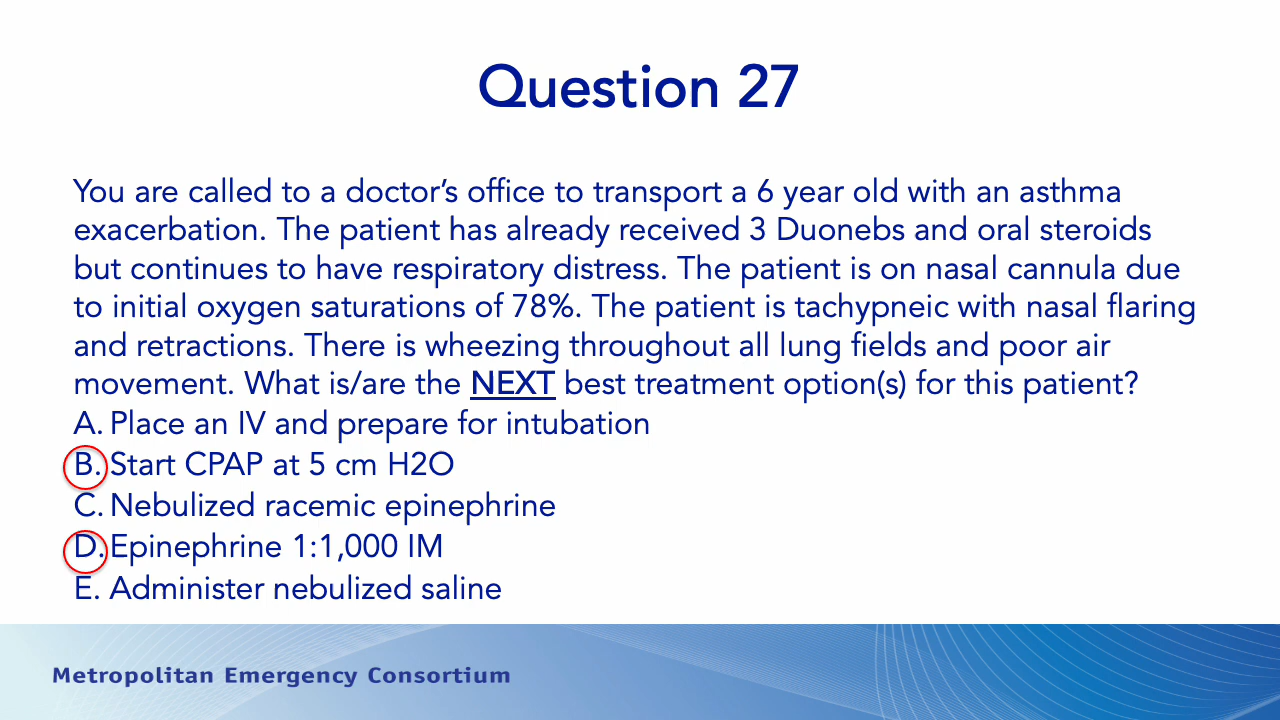 Question 27
You are called to a doctor’s office to transport a 6 year old with an asthma
exacerbation. The patient has already received 3 Duonebs and oral steroids
but continues to have respiratory distress. The patient is on nasal cannula due
to initial oxygen saturations of 78%. The patient is tachypneic with nasal flaring
and retractions. There is wheezing throughout all lung fields and poor air
movement. What is/are the NEXT best treatment option(s) for this patient?
A. Place an IV and prepare for intubation
B. Start CPAP at 5 cm H2O
C. Nebulized racemic epinephrine
D. Epinephrine 1:1,000 IM
E. Administer nebulized saline
Metropolitan Emergency Consortium